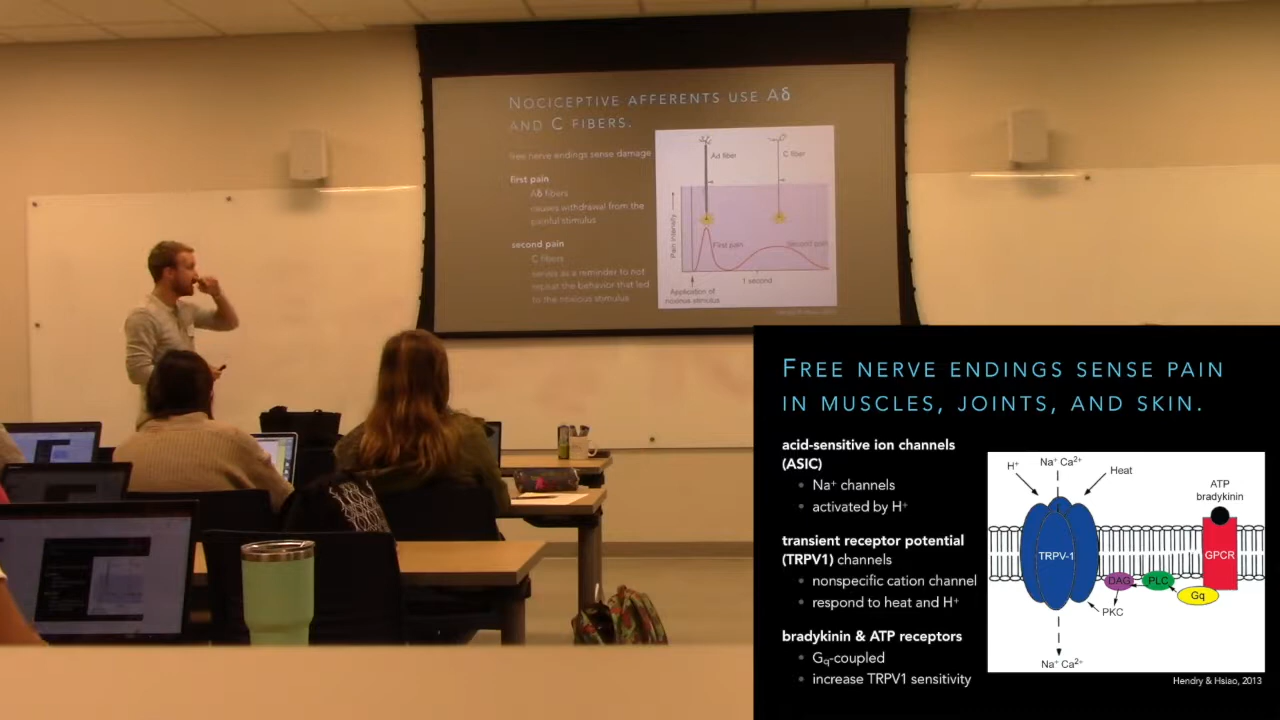 NOCICEPTIVE AFFERENTS USE Aδ
AND C FIBERS.
free nerve endings sense damage
first pain
Aδ fibers
causes withdrawal from the
painful stimulus
second pain
C fibers
serves as a reminder to not
repeat the behavior that led
to the noxious stimulus
Aδ fiber
C fiber
Pain intensity
First pain
Second pain
1 second
Application of
noxious stimulus
Hendry & Hsiao, 2013
FREE NERVE ENDINGS SENSE PAIN
IN MUSCLES, JOINTS, AND SKIN.
acid-sensitive ion channels
(ASIC)
• Na⁺ channels
• activated by H⁺
transient receptor potential
(TRPV1) channels
• nonspecific cation channel
• respond to heat and H⁺
bradykinin & ATP receptors
• Gq-coupled
• increase TRPV1 sensitivity
H⁺
Na⁺ Ca²⁺
Heat
ATP
bradykinin
TRPV-1
GPCR
DAG
PLC
Gq
PKC
Na⁺ Ca²⁺
Hendry & Hsiao, 2013